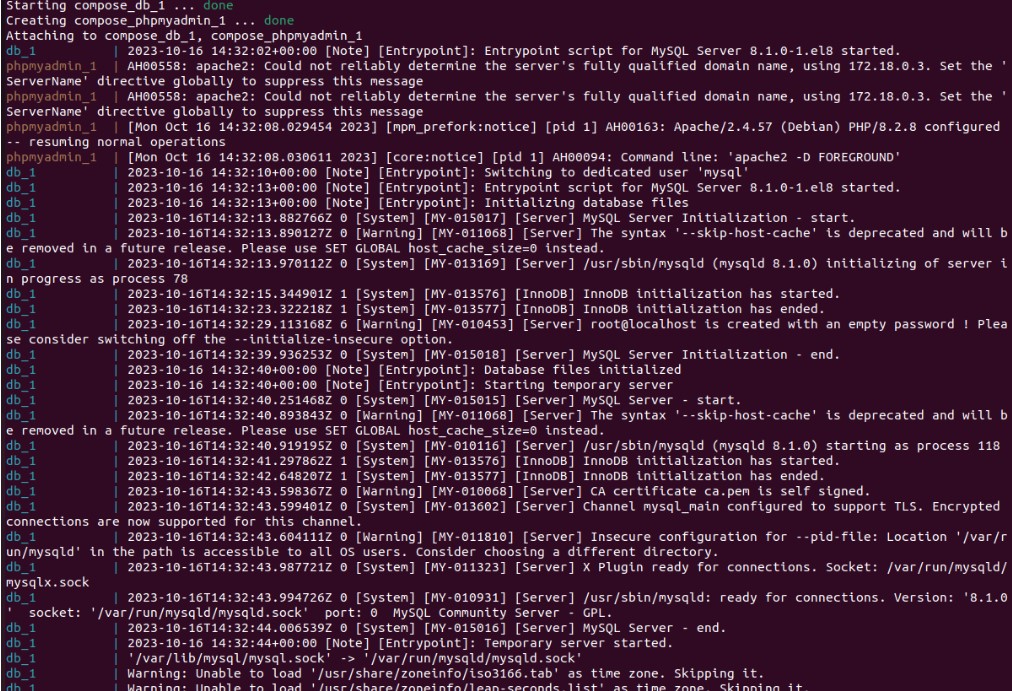 Starting compose_db_1 ... done
Creating compose_phpmyadmin_1 ... done
Attaching to compose_db_1, compose_phpmyadmin_1
db_1          | 2023-10-16 14:32:02+00:00 [Note] [Entrypoint]: Entrypoint script for MySQL Server 8.1.0-1.el8 started.
phpmyadmin_1  | AH00558: apache2: Could not reliably determine the server's fully qualified domain name, using 172.18.0.3. Set the '
ServerName' directive globally to suppress this message
phpmyadmin_1  | AH00558: apache2: Could not reliably determine the server's fully qualified domain name, using 172.18.0.3. Set the '
ServerName' directive globally to suppress this message
phpmyadmin_1  | [Mon Oct 16 14:32:08.029454 2023] [mpm_prefork:notice] [pid 1] AH00163: Apache/2.4.57 (Debian) PHP/8.2.8 configured
-- resuming normal operations
phpmyadmin_1  | [Mon Oct 16 14:32:08.030611 2023] [core:notice] [pid 1] AH00094: Command line: 'apache2 -D FOREGROUND'
db_1          | 2023-10-16 14:32:10+00:00 [Note] [Entrypoint]: Switching to dedicated user 'mysql'
db_1          | 2023-10-16 14:32:13+00:00 [Note] [Entrypoint]: Entrypoint script for MySQL Server 8.1.0-1.el8 started.
db_1          | 2023-10-16 14:32:13+00:00 [Note] [Entrypoint]: Initializing database files
db_1          | 2023-10-16T14:32:13.882766Z 0 [System] [MY-015017] [Server] MySQL Server Initialization - start.
db_1          | 2023-10-16T14:32:13.890127Z 0 [Warning] [MY-011068] [Server] The syntax '--skip-host-cache' is deprecated and will b
e removed in a future release. Please use SET GLOBAL host_cache_size=0 instead.
db_1          | 2023-10-16T14:32:13.970112Z 0 [System] [MY-013169] [Server] /usr/sbin/mysqld (mysqld 8.1.0) initializing of server i
n progress as process 78
db_1          | 2023-10-16T14:32:15.344901Z 1 [System] [MY-013576] [InnoDB] InnoDB initialization has started.
db_1          | 2023-10-16T14:32:23.322218Z 1 [System] [MY-013577] [InnoDB] InnoDB initialization has ended.
db_1          | 2023-10-16T14:32:29.113168Z 6 [Warning] [MY-010453] [Server] root@localhost is created with an empty password ! Plea
se consider switching off the --initialize-insecure option.
db_1          | 2023-10-16T14:32:39.936253Z 0 [System] [MY-015018] [Server] MySQL Server Initialization - end.
db_1          | 2023-10-16 14:32:40+00:00 [Note] [Entrypoint]: Database files initialized
db_1          | 2023-10-16 14:32:40+00:00 [Note] [Entrypoint]: Starting temporary server
db_1          | 2023-10-16T14:32:40.251468Z 0 [System] [MY-015015] [Server] MySQL Server - start.
db_1          | 2023-10-16T14:32:40.893843Z 0 [Warning] [MY-011068] [Server] The syntax '--skip-host-cache' is deprecated and will b
e removed in a future release. Please use SET GLOBAL host_cache_size=0 instead.
db_1          | 2023-10-16T14:32:40.919195Z 0 [System] [MY-010116] [Server] /usr/sbin/mysqld (mysqld 8.1.0) starting as process 118
db_1          | 2023-10-16T14:32:41.297862Z 1 [System] [MY-013576] [InnoDB] InnoDB initialization has started.
db_1          | 2023-10-16T14:32:42.648207Z 1 [System] [MY-013577] [InnoDB] InnoDB initialization has ended.
db_1          | 2023-10-16T14:32:43.598367Z 0 [Warning] [MY-010068] [Server] CA certificate ca.pem is self signed.
db_1          | 2023-10-16T14:32:43.599401Z 0 [System] [MY-013602] [Server] Channel mysql_main configured to support TLS. Encrypted
connections are now supported for this channel.
db_1          | 2023-10-16T14:32:43.604111Z 0 [Warning] [MY-011810] [Server] Insecure configuration for --pid-file: Location '/var/r
un/mysqld' in the path is accessible to all OS users. Consider choosing a different directory.
db_1          | 2023-10-16T14:32:43.987721Z 0 [System] [MY-011323] [Server] X Plugin ready for connections. Socket: /var/run/mysqld/
mysqlx.sock
db_1          | 2023-10-16T14:32:43.994726Z 0 [System] [MY-010931] [Server] /usr/sbin/mysqld: ready for connections. Version: '8.1.0
'  socket: '/var/run/mysqld/mysqld.sock'  port: 0  MySQL Community Server - GPL.
db_1          | 2023-10-16T14:32:44.006539Z 0 [System] [MY-015016] [Server] MySQL Server - end.
db_1          | 2023-10-16 14:32:44+00:00 [Note] [Entrypoint]: Temporary server started.
db_1          | '/var/lib/mysql/mysql.sock' -> '/var/run/mysqld/mysqld.sock'
db_1          | Warning: Unable to load '/usr/share/zoneinfo/iso3166.tab' as time zone. Skipping it.
db_1          | Warning: Unable to load '/usr/share/zoneinfo/leap-seconds.list' as time zone. Skipping it.